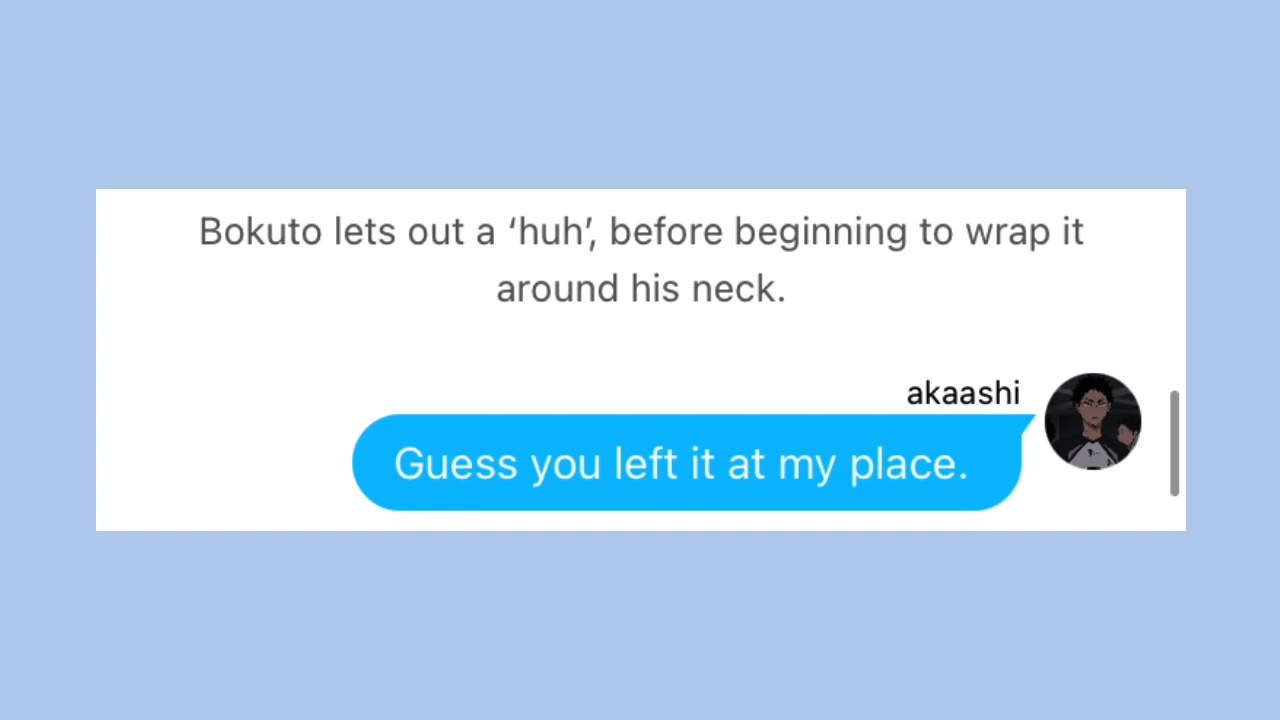 Bokuto lets out a ‘huh’, before beginning to wrap it
around his neck.
akaashi
Guess you left it at my place.